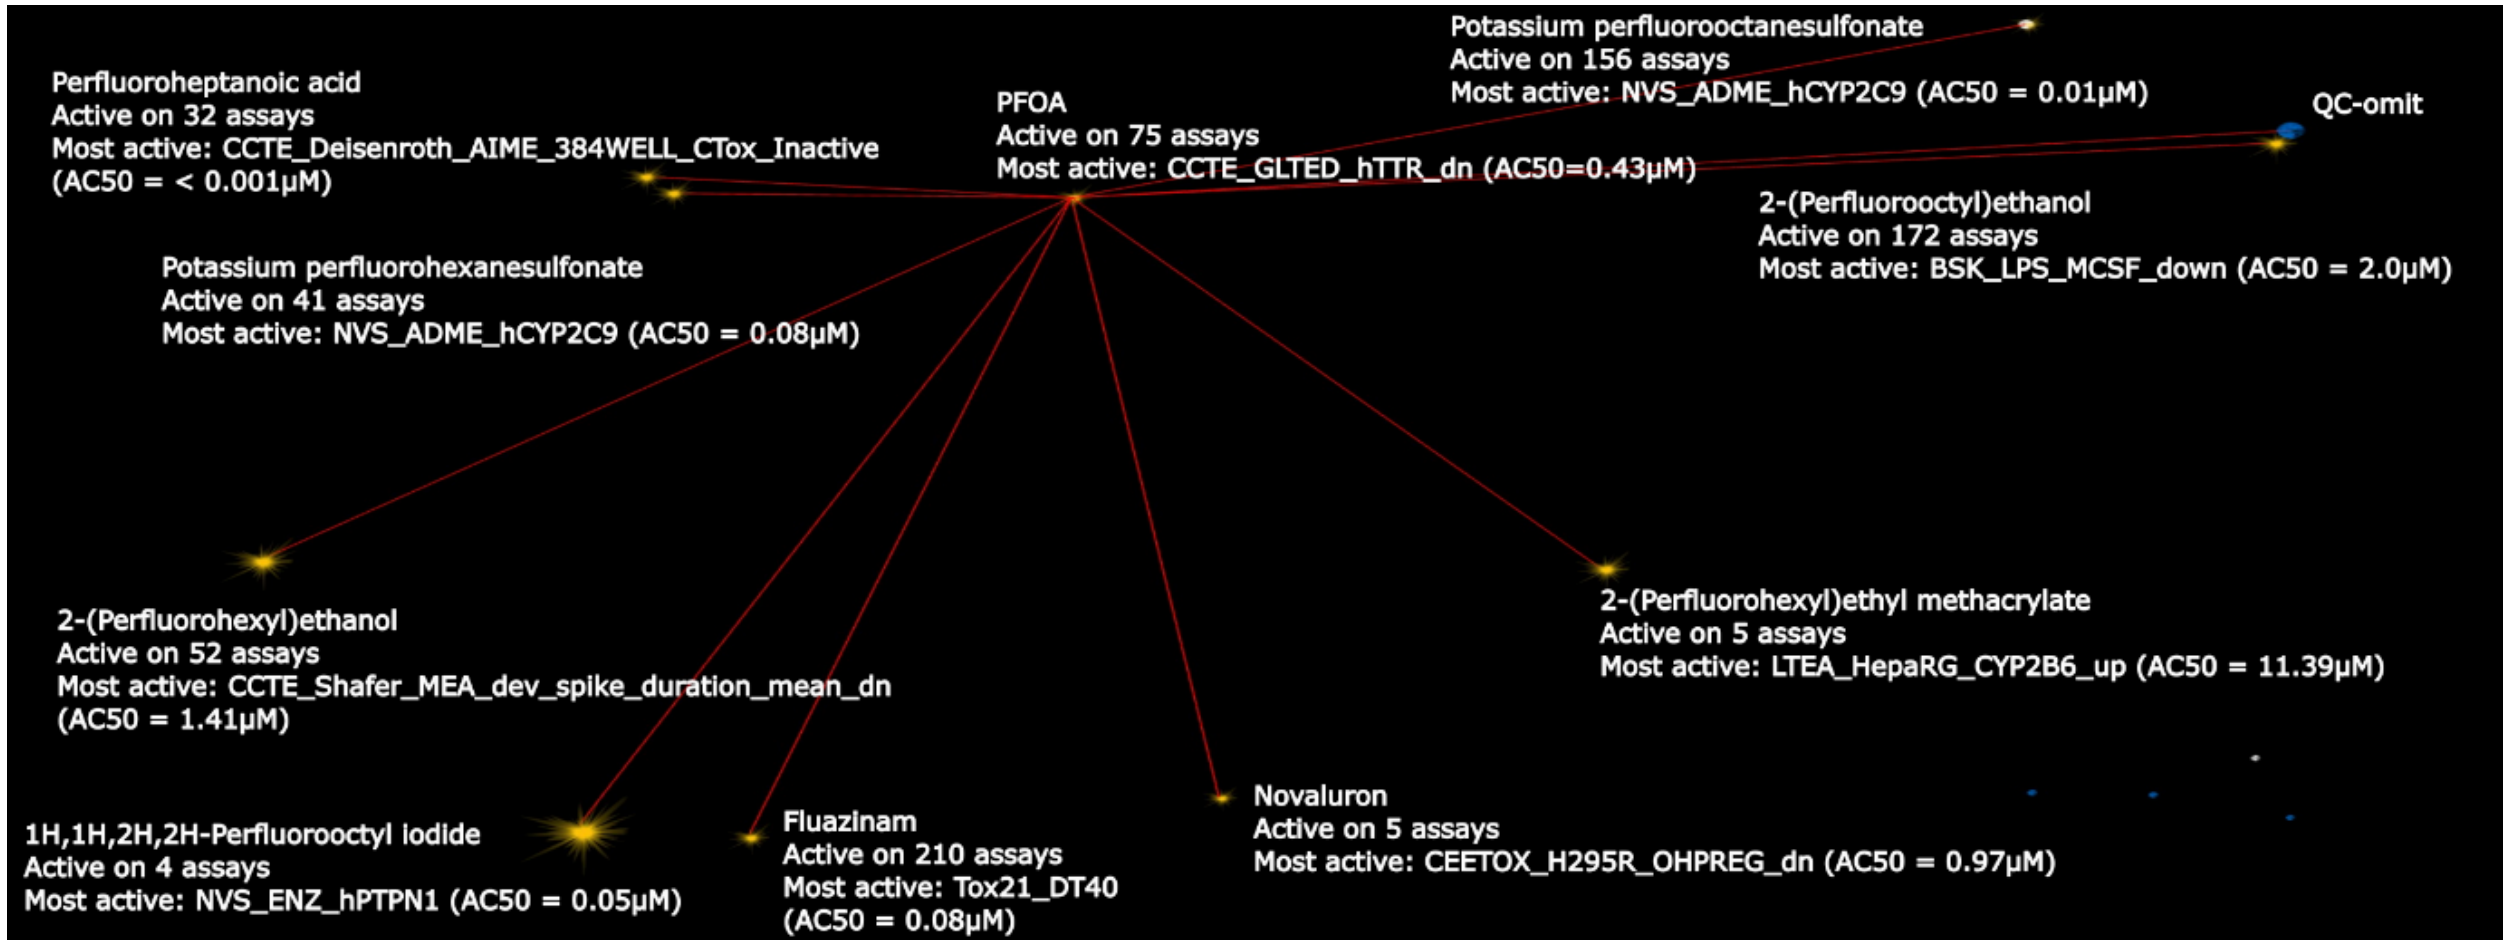 Potassium perfluorooctanesulfonate
Active on 156 assays
Most active: NVS_ADME_hCYP2C9 (AC50 = 0.01µM)
Perfluoroheptanoic acid
Active on 32 assays
Most active: CCTE_Deisenroth_AIME_384WELL_CTox_Inactive
(AC50 = < 0.001µM)
PFOA
Active on 75 assays
Most active: CCTE_GLTED_hTTR_dn (AC50=0.43µM)
QC-omit
2-(Perfluorooctyl)ethanol
Active on 172 assays
Most active: BSK_LPS_MCSF_down (AC50 = 2.0µM)
Potassium perfluorohexanesulfonate
Active on 41 assays
Most active: NVS_ADME_hCYP2C9 (AC50 = 0.08µM)
2-(Perfluorohexyl)ethanol
Active on 52 assays
Most active: CCTE_Shafer_MEA_dev_spike_duration_mean_dn
(AC50 = 1.41µM)
2-(Perfluorohexyl)ethyl methacrylate
Active on 5 assays
Most active: LTEA_HepaRG_CYP2B6_up (AC50 = 11.39µM)
1H,1H,2H,2H-Perfluorooctyl iodide
Active on 4 assays
Most active: NVS_ENZ_hPTPN1 (AC50 = 0.05µM)
Fluazinam
Active on 210 assays
Most active: Tox21_DT40
(AC50 = 0.08µM)
Novaluron
Active on 5 assays
Most active: CEETOX_H295R_OHPREG_dn (AC50 = 0.97µM)